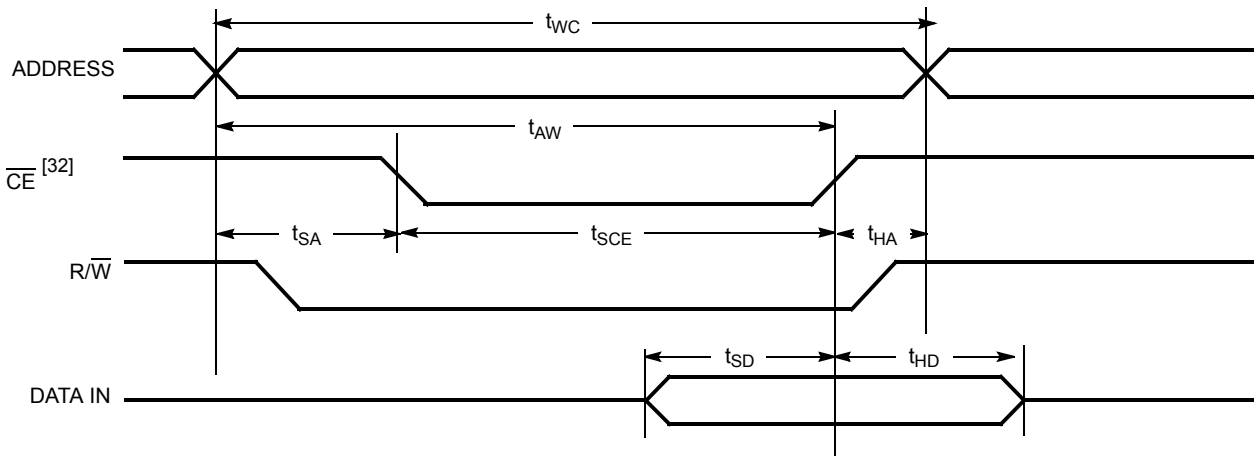 tWC
ADDRESS
tAW
CE [32]
tSA
tSCE
tHA
R/W
tSD
tHD
DATA IN